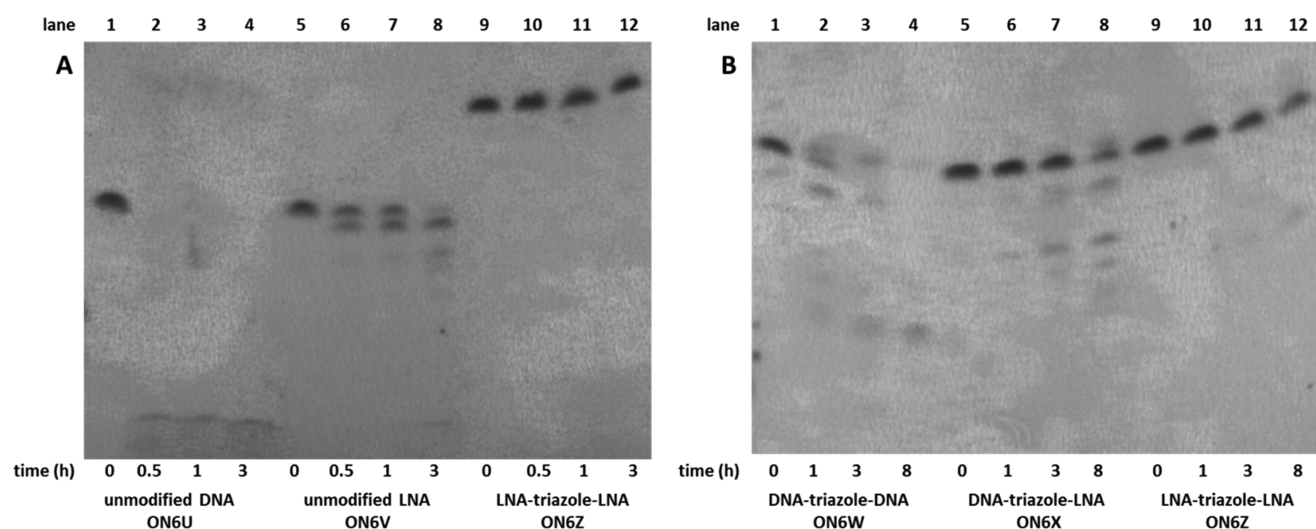 lane 1 2 3 4 5 6 7 8 9 10 11 12
A
time (h) 0 0.5 1 3 0 0.5 1 3 0 0.5 1 3
unmodified DNA unmodified LNA LNA-triazole-LNA
ON6U ON6V ON6Z
lane 1 2 3 4 5 6 7 8 9 10 11 12
B
time (h) 0 1 3 8 0 1 3 8 0 1 3 8
DNA-triazole-DNA DNA-triazole-LNA LNA-triazole-LNA
ON6W ON6X ON6Z